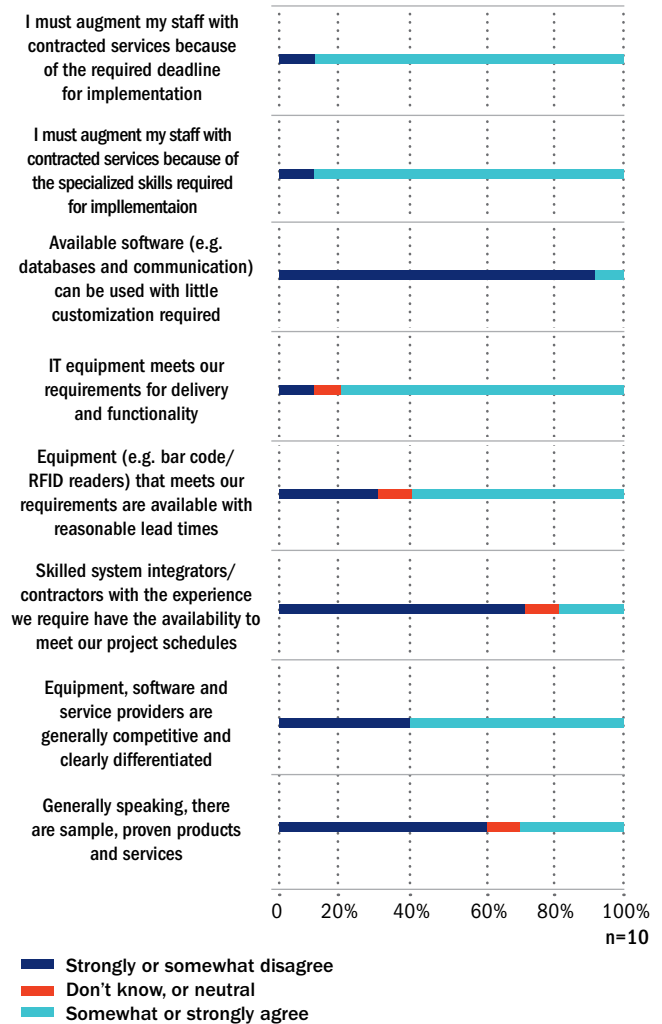 I must augment my staff with
contracted services because
of the required deadline
for implementation
I must augment my staff with
contracted services because of
the specialized skills required
for impllementaion
Available software (e.g.
databases and communication)
can be used with little
customization required
IT equipment meets our
requirements for delivery
and functionality
Equipment (e.g. bar code/
RFID readers) that meets our
requirements are available with
reasonable lead times
Skilled system integrators/
contractors with the experience
we require have the availability to
meet our project schedules
Equipment, software and
service providers are
generally competitive and
clearly differentiated
Generally speaking, there
are sample, proven products
and services
0 20% 40% 60% 80% 100%
n=10
Strongly or somewhat disagree
Don't know, or neutral
Somewhat or strongly agree